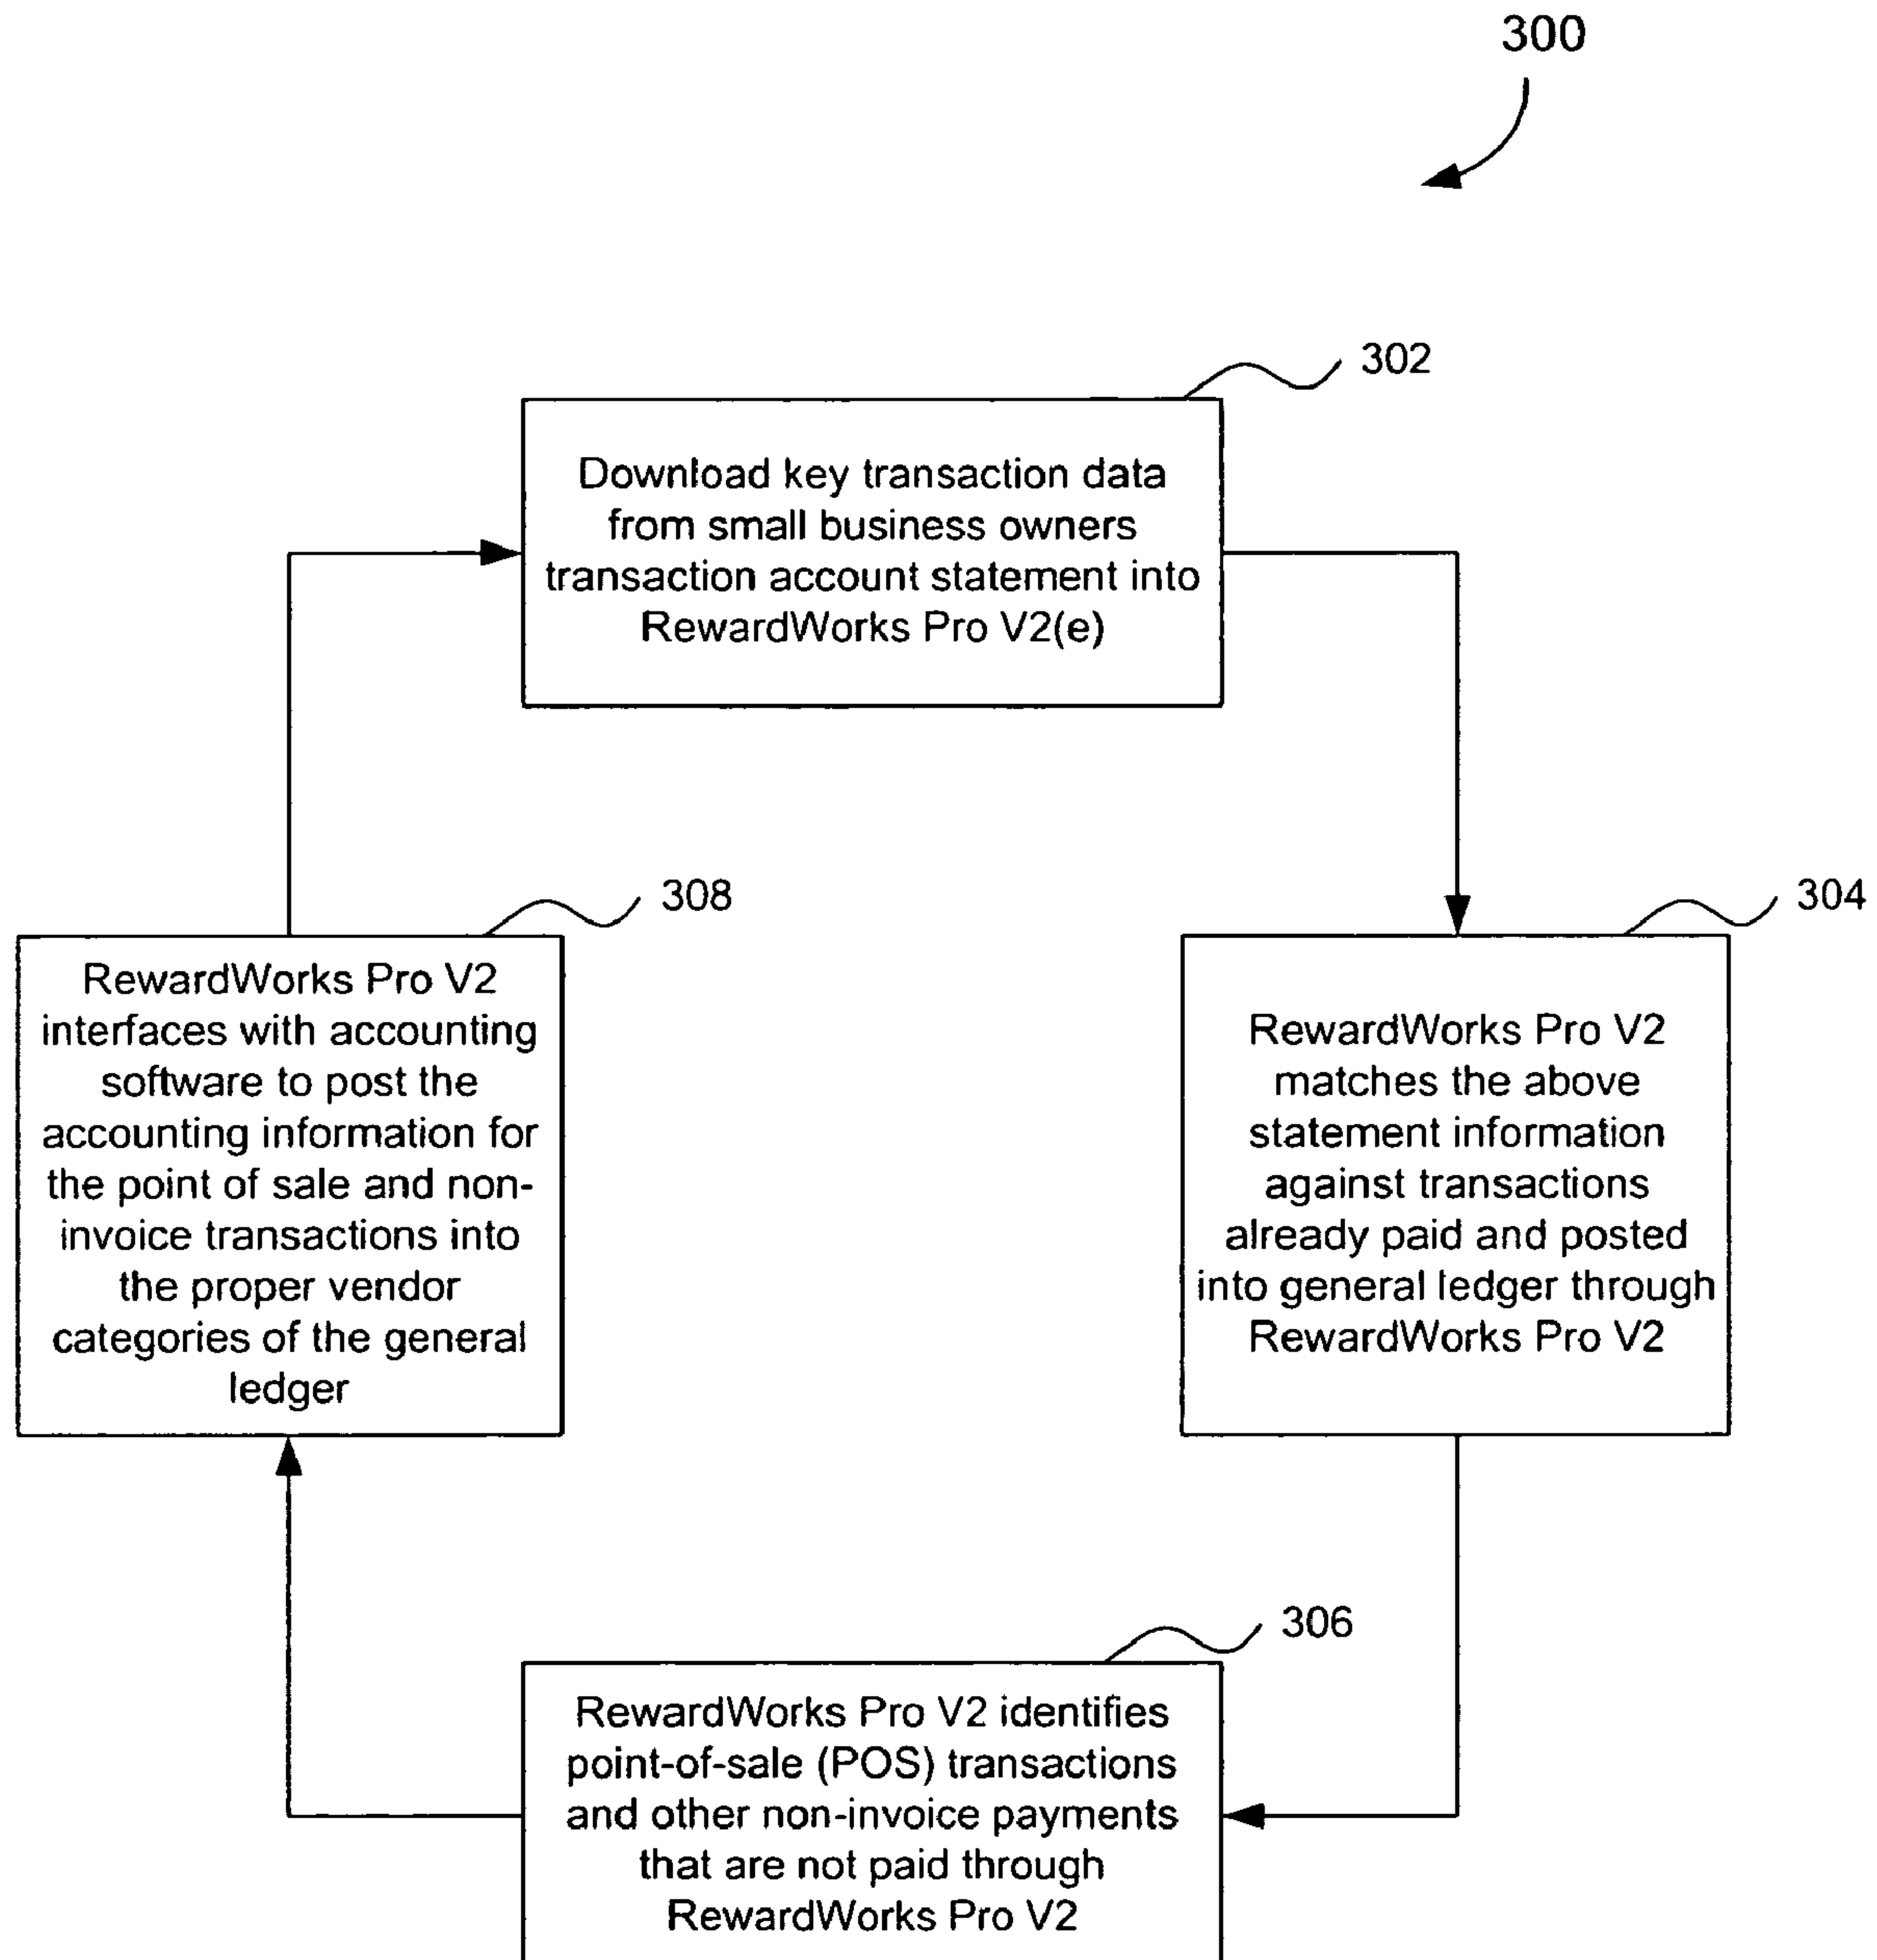 300
302
Download key transaction data
from small business owners
transaction account statement into
RewardWorks Pro V2(e)
308
RewardWorks Pro V2
interfaces with accounting
software to post the
accounting information for
the point of sale and non-
invoice transactions into
the proper vendor
categories of the general
ledger
304
RewardWorks Pro V2
matches the above
statement information
against transactions
already paid and posted
into general ledger through
RewardWorks Pro V2
306
RewardWorks Pro V2 identifies
point-of-sale (POS) transactions
and other non-invoice payments
that are not paid through
RewardWorks Pro V2